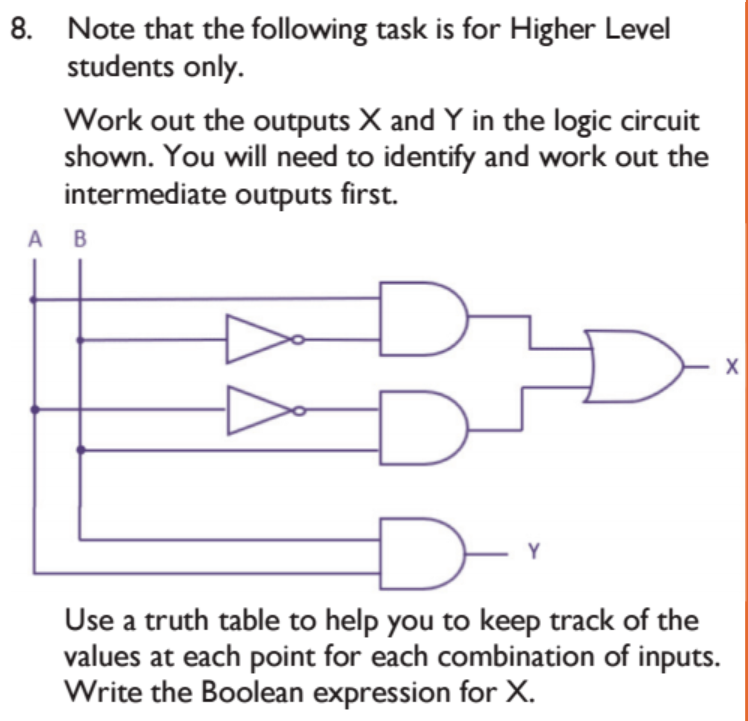 8. Note that the following task is for Higher Level
students only.
Work out the outputs X and Y in the logic circuit
shown. You will need to identify and work out the
intermediate outputs first.
A B
X
Y
Use a truth table to help you to keep track of the
values at each point for each combination of inputs.
Write the Boolean expression for X.